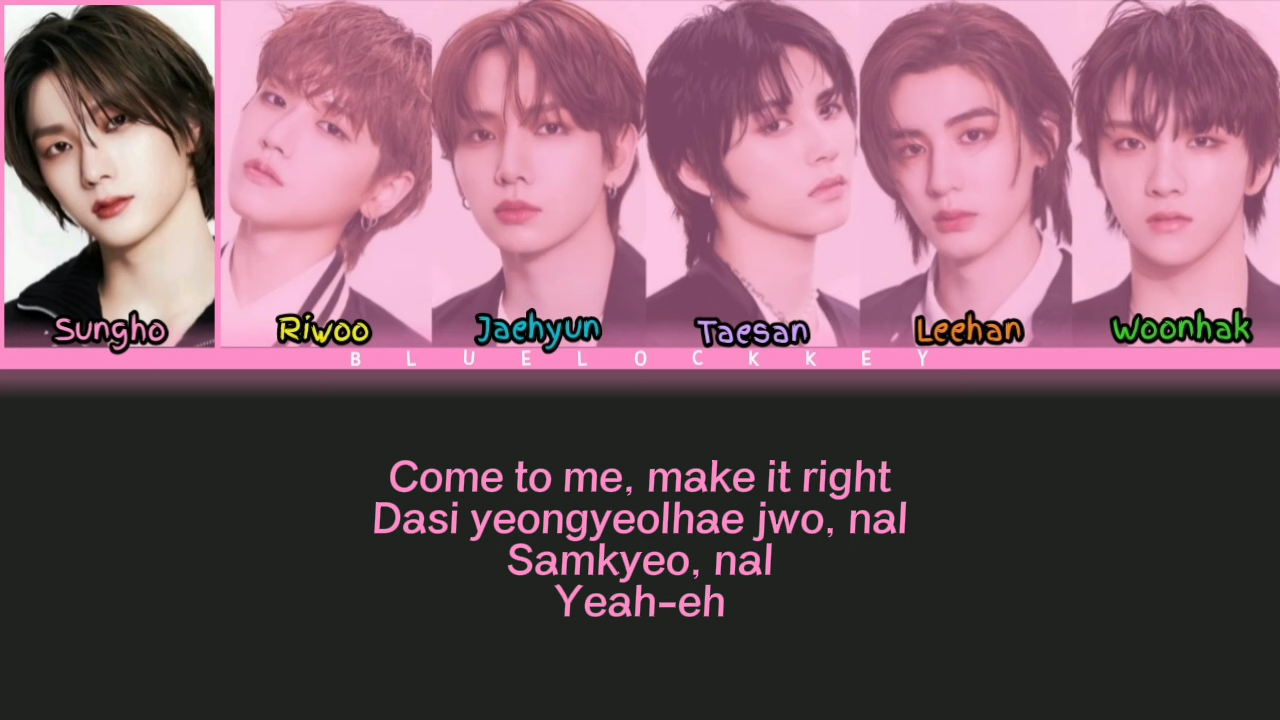 Sungho Riwoo Jaehyun Taesan Leehan Woonhak
BLUELOCKKEY
Come to me, make it right
Dasi yeongyeolhae jwo, nal
Samkyeo, nal
Yeah-eh